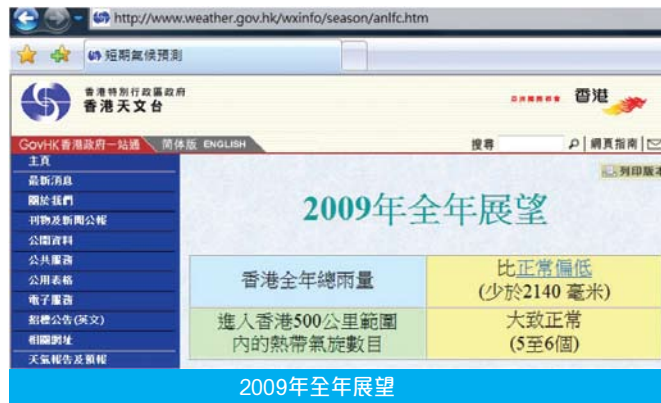 http://www.weather.gov.hk/wxinfo/season/anlfc.htm
短期氣候預測
香港特別行政區政府
香港天文台
香港
GovHK香港政府一站通 简体版 ENGLISH 搜尋 網頁指南
列印版本
主頁
最新消息
關於我們
刊物及新聞公報
公開資料
公共服務
公用表格
電子服務
招標公告(英文)
相關網址
天氣報告及預報
2009年全年展望
香港全年總雨量
比正常偏低
(少於2140 毫米)
進入香港500公里範圍
內的熱帶氣旋數目
大致正常
(5至6個)
2009年全年展望